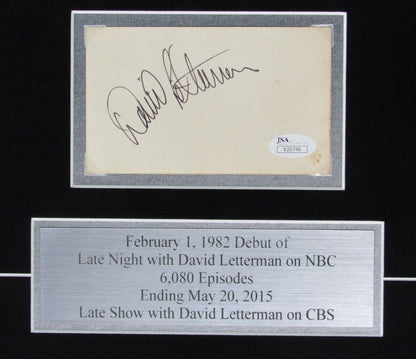 David Letterman
JSA
V26746
February 1, 1982 Debut of
Late Night with David Letterman on NBC
6,080 Episodes
Ending May 20, 2015
Late Show with David Letterman on CBS